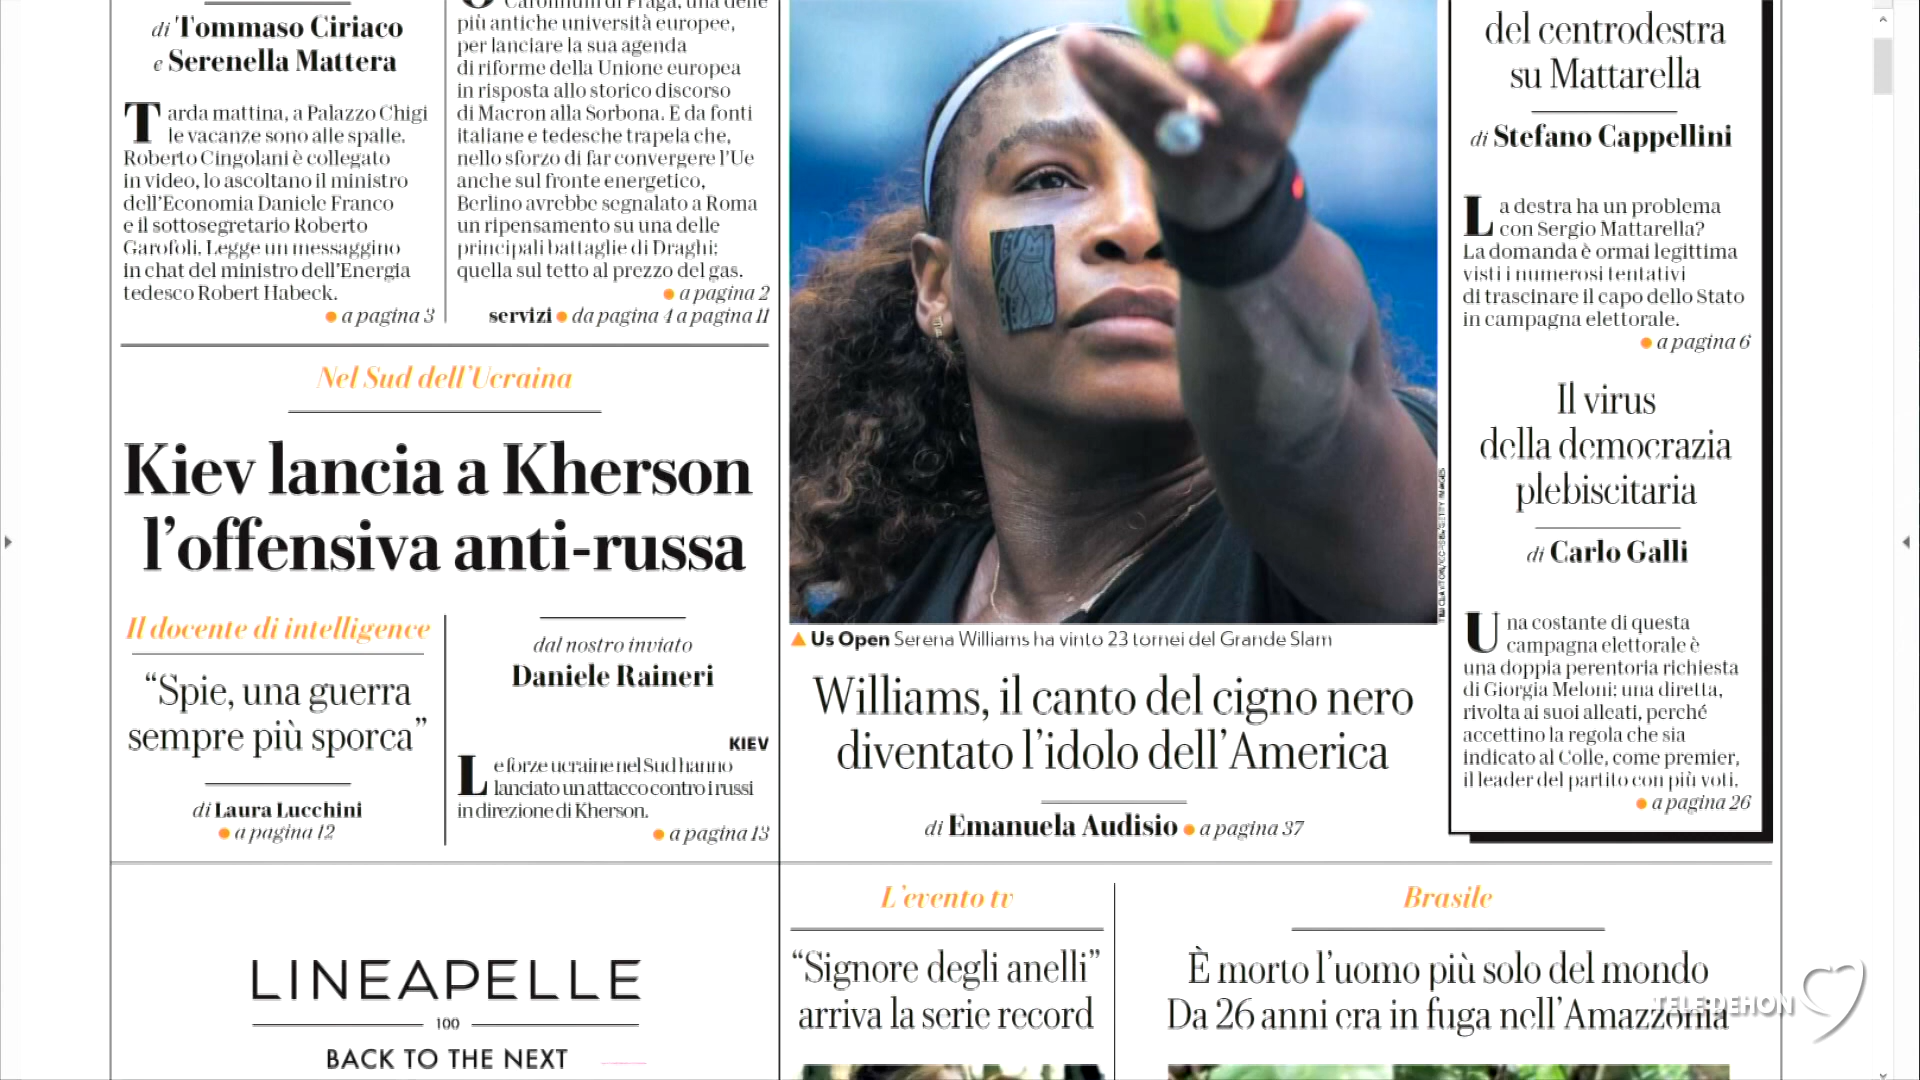 di Tommaso Ciriaco
e Serenella Mattera
Tarda mattina, a Palazzo Chigi
le vacanze sono alle spalle.
Roberto Cingolani è collegato
in video, lo ascoltano il ministro
dell'Economia Daniele Franco
e il sottosegretario Roberto
Garofoli. Legge un messaggino
in chat del ministro dell'Energia
tedesco Robert Habeck.
a pagina 3
Carolinum di Praga, una delle
più antiche università europee,
per lanciare la sua agenda
di riforme della Unione europea
in risposta allo storico discorso
di Macron alla Sorbona. E da fonti
italiane e tedesche trapela che,
nello sforzo di far convergere l'Ue
anche sul fronte energetico,
Berlino avrebbe segnalato a Roma
un ripensamento su una delle
principali battaglie di Draghi:
quella sul tetto al prezzo del gas.
a pagina 2
servizi da pagina 4 a pagina 11
Nel Sud dell'Ucraina
Kiev lancia a Kherson
l'offensiva anti-russa
Il docente di intelligence
“Spie, una guerra
sempre più sporca”
di Laura Lucchini
a pagina 12
dal nostro inviato
Daniele Raineri
KIEV
Le forze ucraine nel Sud hanno
lanciato un attacco contro i russi
in direzione di Kherson.
a pagina 13
Us Open Serena Williams ha vinto 23 tornei del Grande Slam
Williams, il canto del cigno nero
diventato l'idolo dell'America
di Emanuela Audisio a pagina 37
del centrodestra
su Mattarella
di Stefano Cappellini
La destra ha un problema
con Sergio Mattarella?
La domanda è ormai legittima
visti i numerosi tentativi
di trascinare il capo dello Stato
in campagna elettorale.
a pagina 6
Il virus
della democrazia
plebiscitaria
di Carlo Galli
Una costante di questa
campagna elettorale è
una doppia perentoria richiesta
di Giorgia Meloni: una diretta,
rivolta ai suoi alleati, perché
accettino la regola che sia
indicato al Colle, come premier,
il leader del partito con più voti.
a pagina 26
LINEAPELLE
100
BACK TO THE NEXT
L'evento tv
“Signore degli anelli”
arriva la serie record
Brasile
È morto l'uomo più solo del mondo
Da 26 anni era in fuga nell'Amazzonia
TELEDEHON